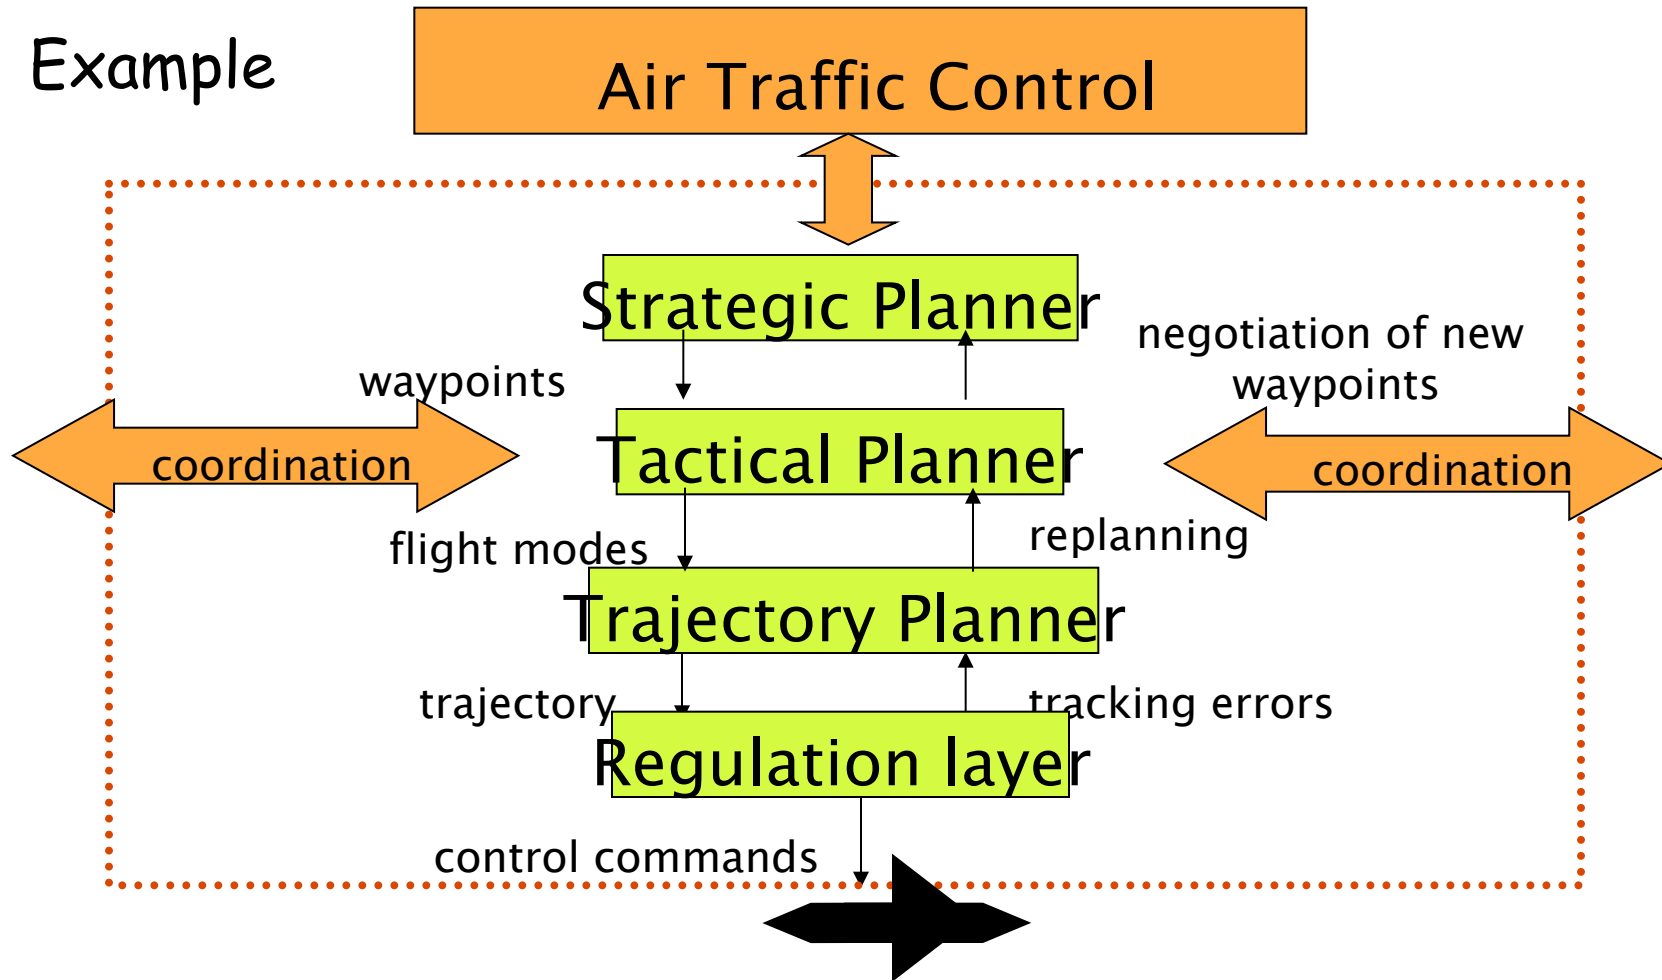 Example
Air Traffic Control
Strategic Planner
negotiation of new
waypoints
waypoints
coordination
Tactical Planner
coordination
flight modes
replanning
Trajectory Planner
trajectory
tracking errors
Regulation layer
control commands